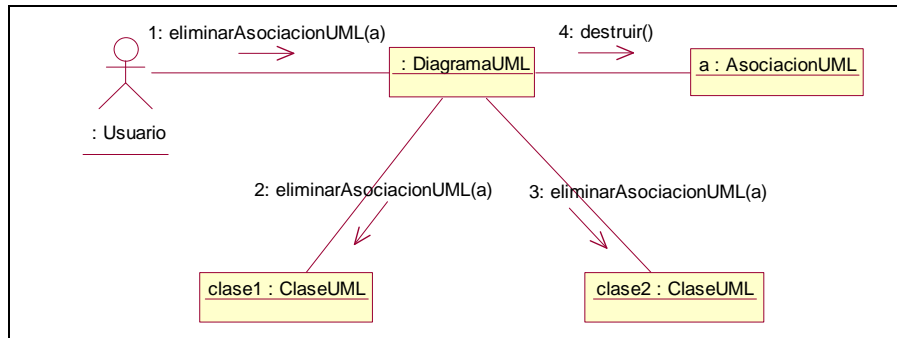 1: eliminarAsociacionUML(a)
4: destruir()
: DiagramaUML
a : AsociacionUML
: Usuario
2: eliminarAsociacionUML(a)
3: eliminarAsociacionUML(a)
clase1 : ClaseUML
clase2 : ClaseUML